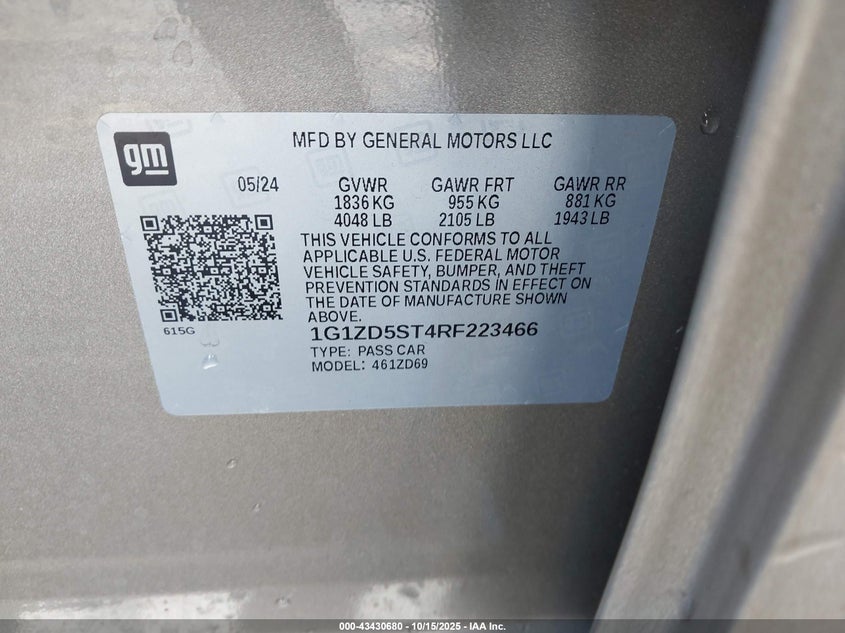 gm
MFD BY GENERAL MOTORS LLC
05/24 GVWR GAWR FRT GAWR RR
1836 KG 955 KG 881 KG
4048 LB 2105 LB 1943 LB
THIS VEHICLE CONFORMS TO ALL
APPLICABLE U.S. FEDERAL MOTOR
VEHICLE SAFETY, BUMPER, AND THEFT
PREVENTION STANDARDS IN EFFECT ON
THE DATE OF MANUFACTURE SHOWN
ABOVE.
615G
1G1ZD5ST4RF223466
TYPE: PASS CAR
MODEL: 461ZD69
000-43430680 - 10/15/2025 - IAA Inc.